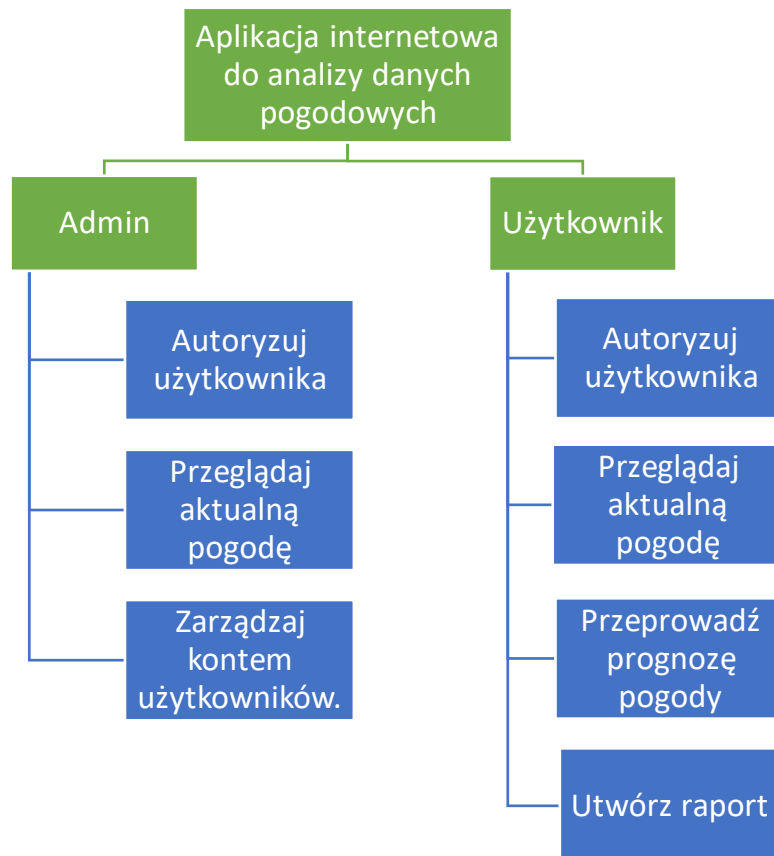 Aplikacja internetowa
do analizy danych
pogodowych
Admin
Użytkownik
Autoryzuj
użytkownika
Przeglądaj
aktualną
pogodę
Zarządzaj
kontem
użytkowników.
Autoryzuj
użytkownika
Przeglądaj
aktualną
pogodę
Przeprowadź
prognozę
pogody
Utwórz raport